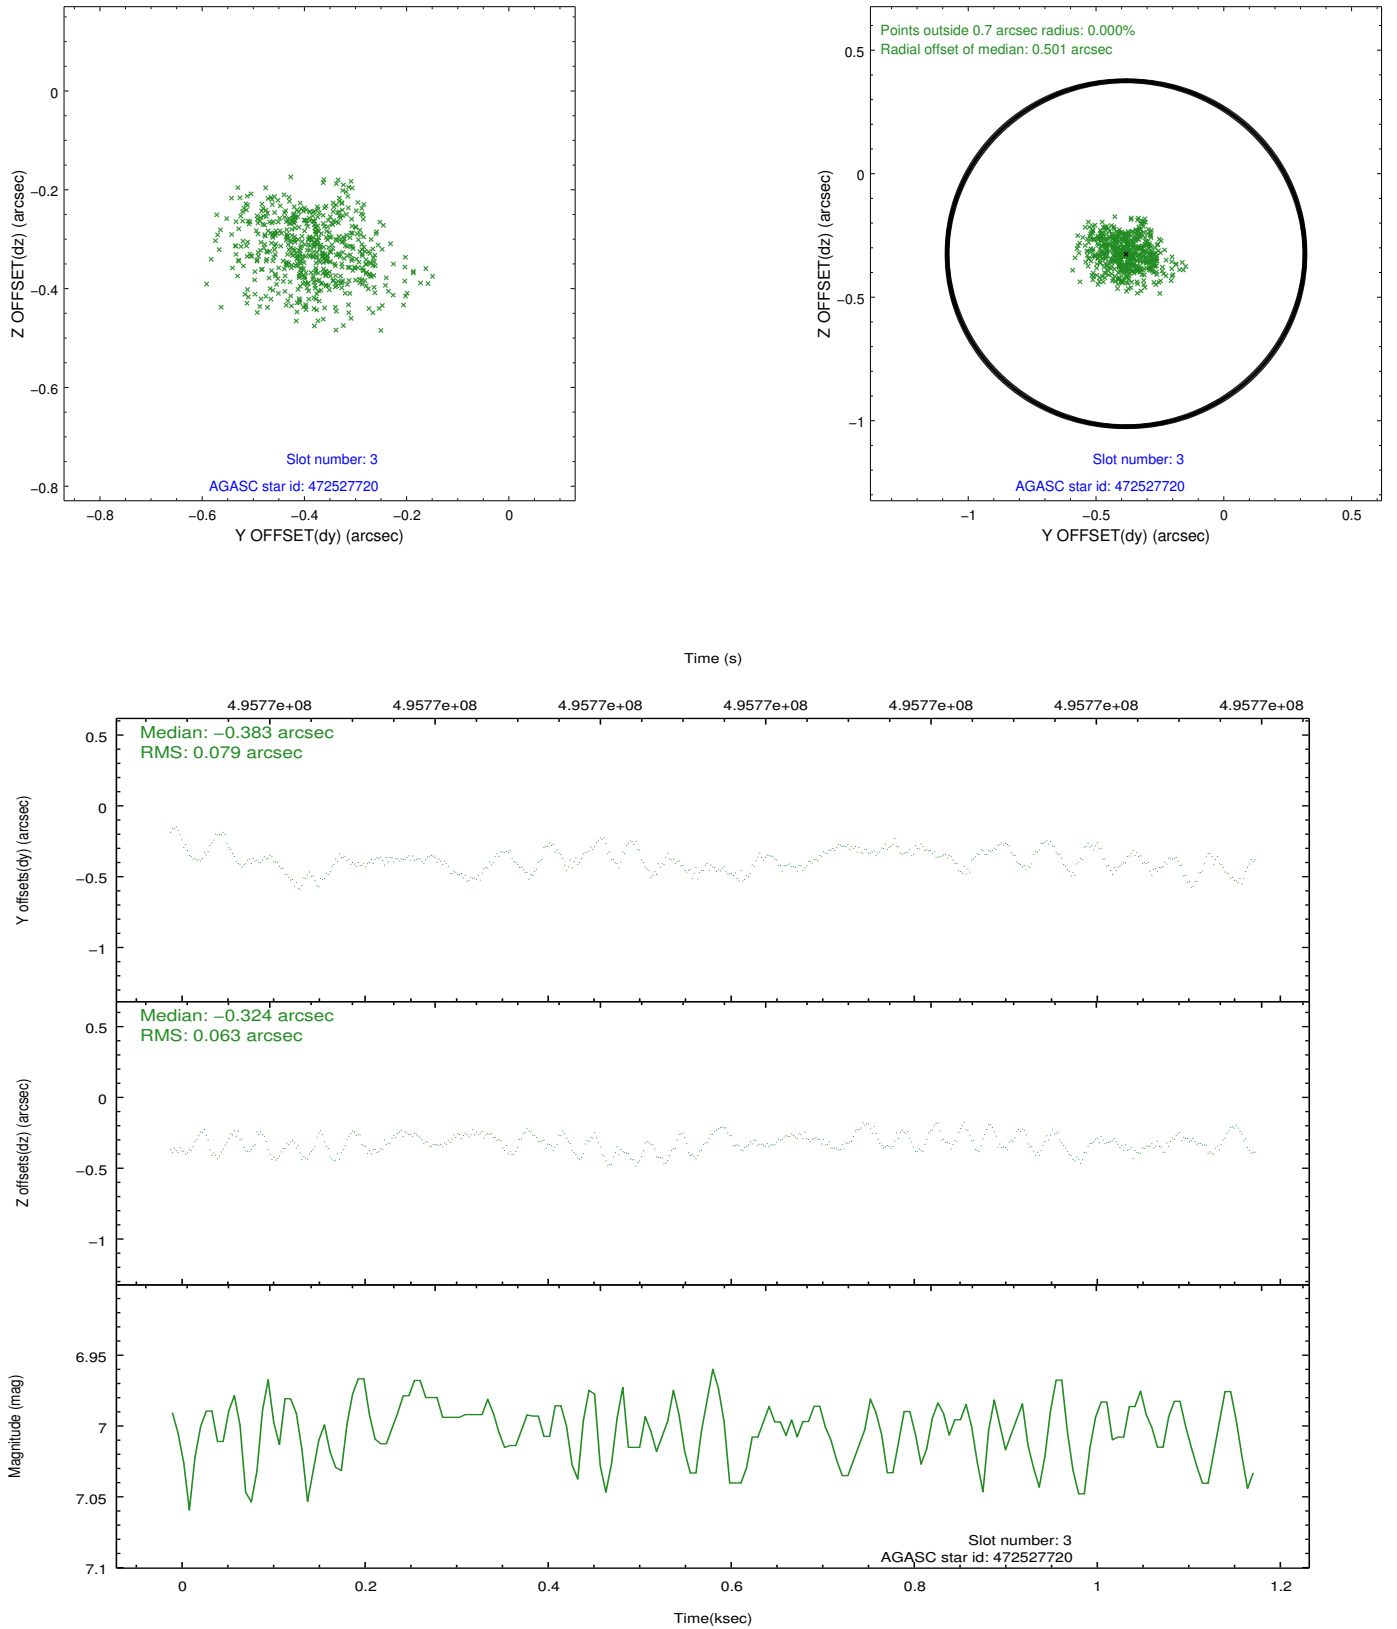 0
−0.2
−0.4
−0.6
−0.8
Z OFFSET(dz) (arcsec)
Slot number: 3
AGASC star id: 472527720
−0.8
−0.6
−0.4
−0.2
0
Y OFFSET(dy) (arcsec)
Points outside 0.7 arcsec radius: 0.000%
Radial offset of median: 0.501 arcsec
0.5
0
−0.5
−1
Z OFFSET(dz) (arcsec)
Slot number: 3
AGASC star id: 472527720
−1
−0.5
0
0.5
Y OFFSET(dy) (arcsec)
Time (s)
4.9577e+08
4.9577e+08
4.9577e+08
4.9577e+08
4.9577e+08
4.9577e+08
4.9577e+08
Median: −0.383 arcsec
RMS: 0.079 arcsec
0.5
0
−0.5
−1
Y offsets(dy) (arcsec)
Median: −0.324 arcsec
RMS: 0.063 arcsec
0.5
0
−0.5
−1
Z offsets(dz) (arcsec)
6.95
7
7.05
7.1
Magnitude (mag)
Slot number: 3
AGASC star id: 472527720
0
0.2
0.4
0.6
0.8
1
1.2
Time(ksec)